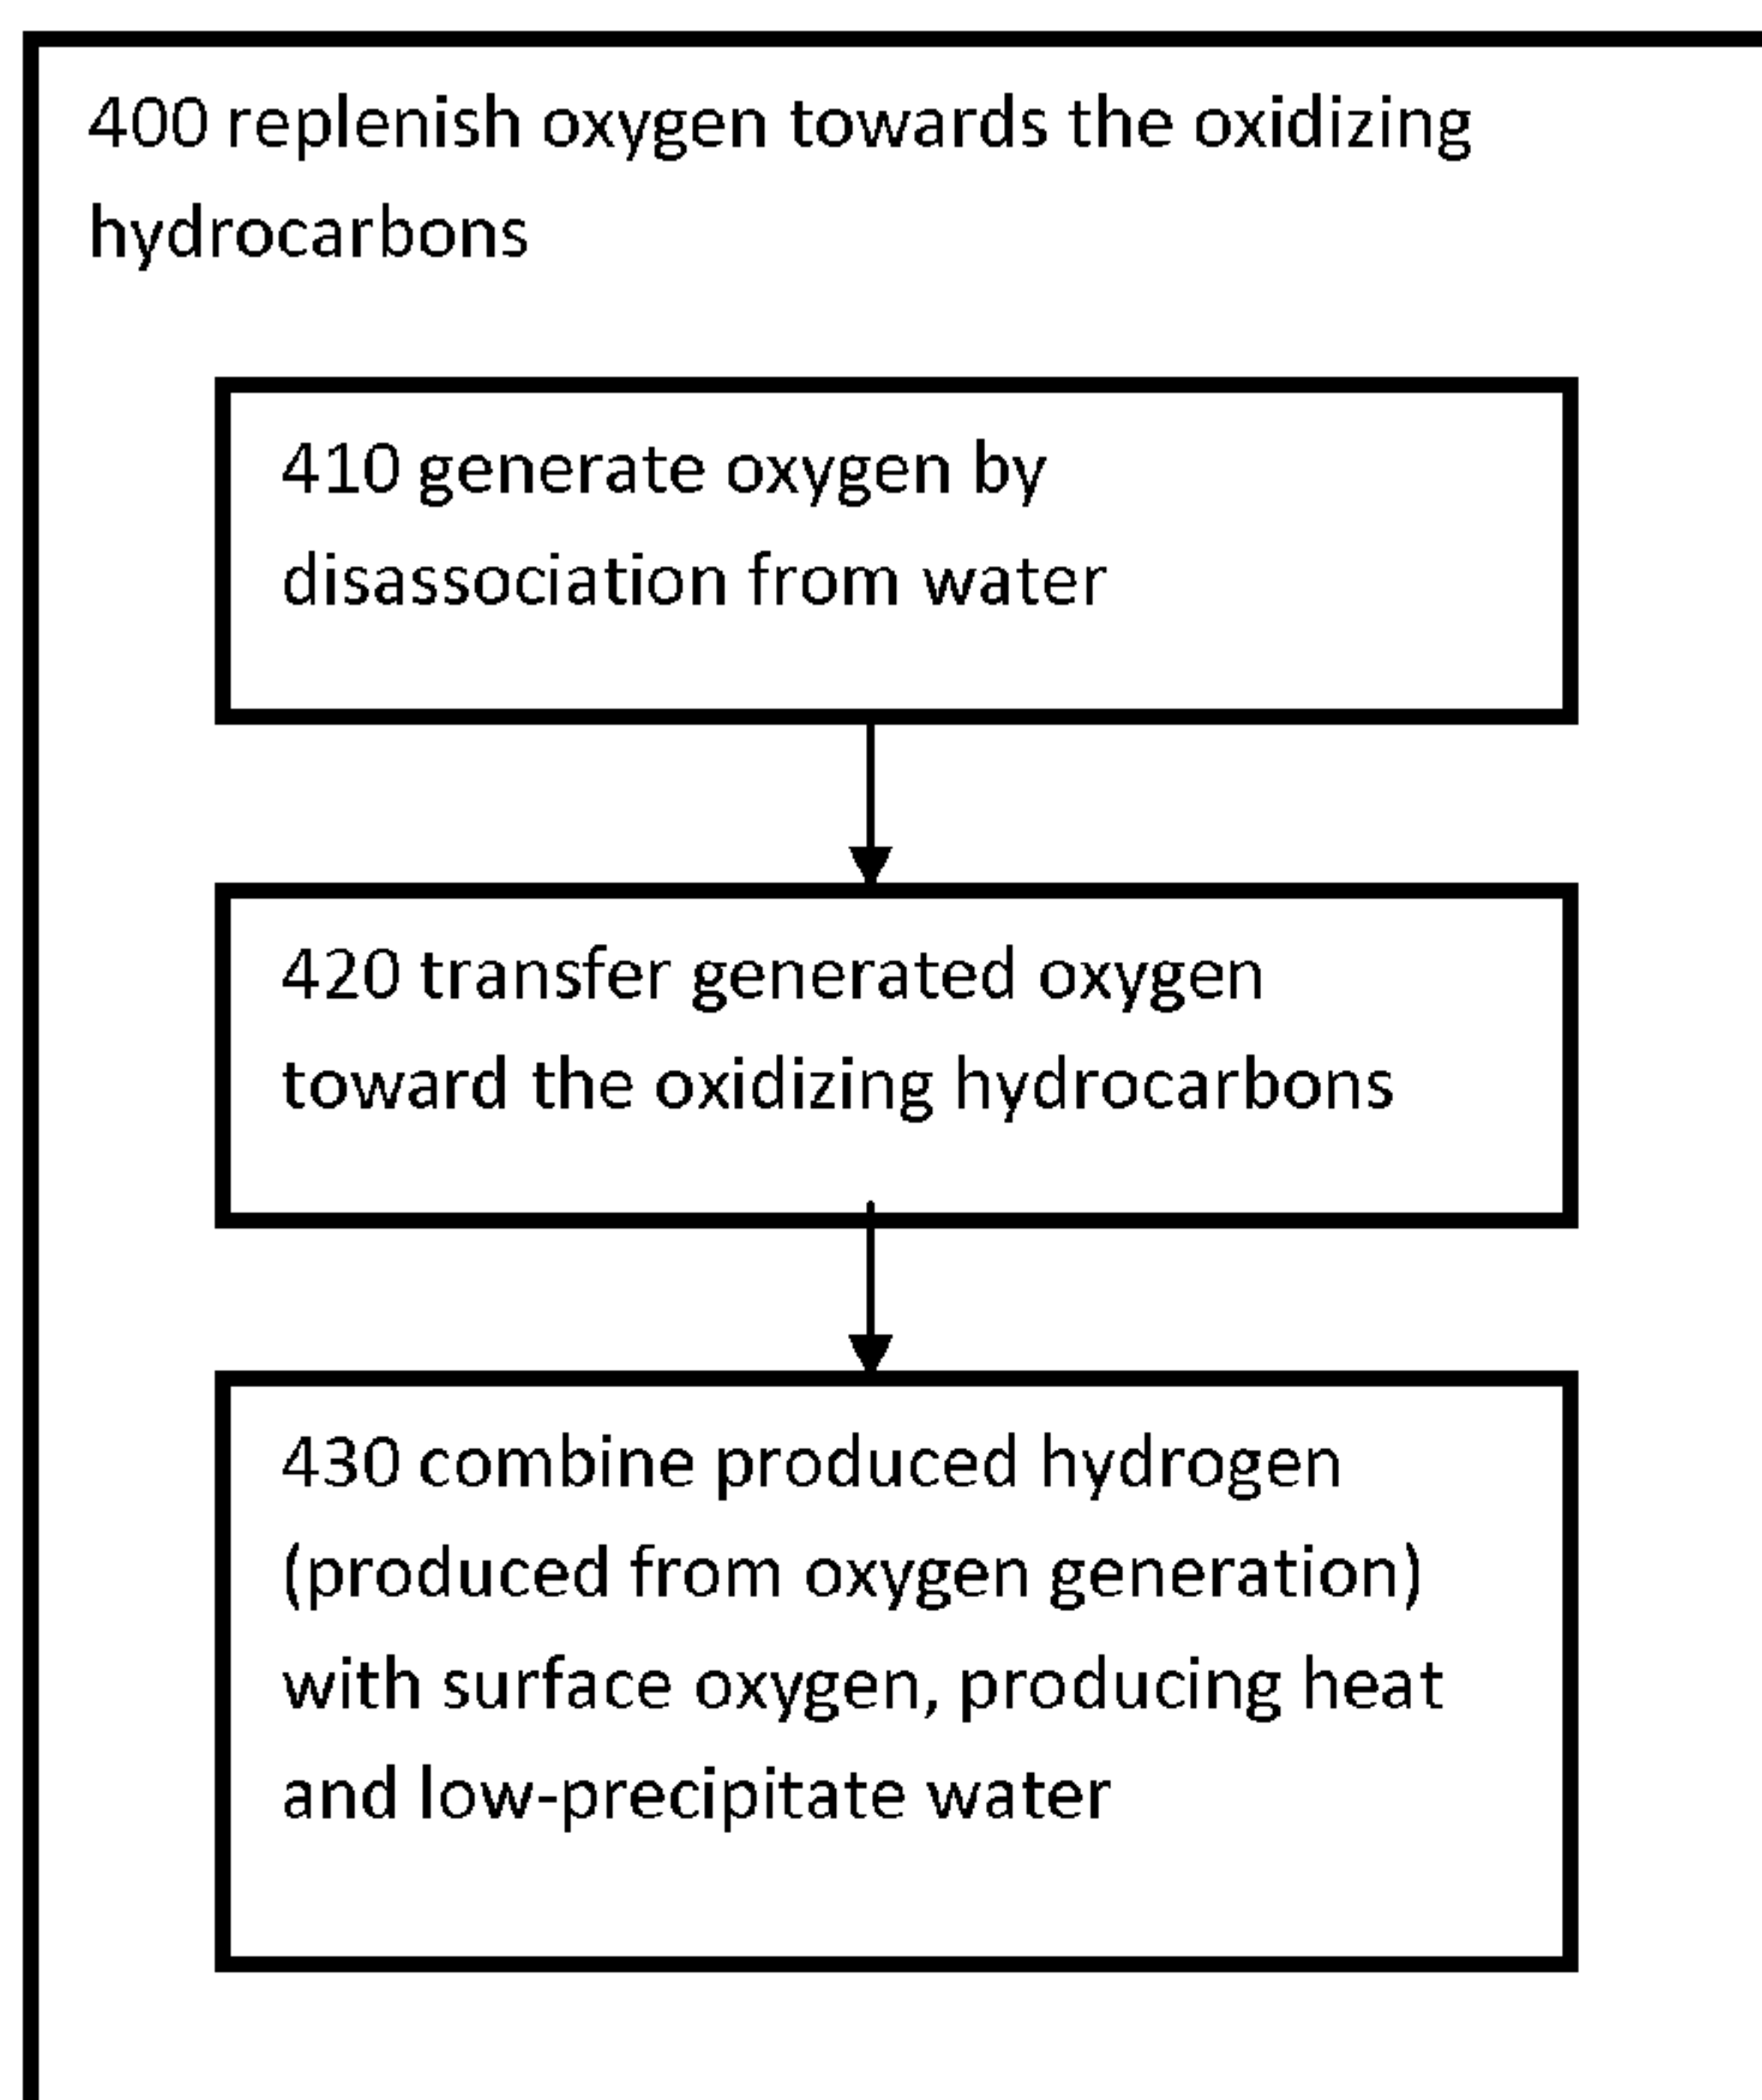 400 replenish oxygen towards the oxidizing
hydrocarbons
410 generate oxygen by
disassociation from water
420 transfer generated oxygen
toward the oxidizing hydrocarbons
430 combine produced hydrogen
(produced from oxygen generation)
with surface oxygen, producing heat
and low-precipitate water